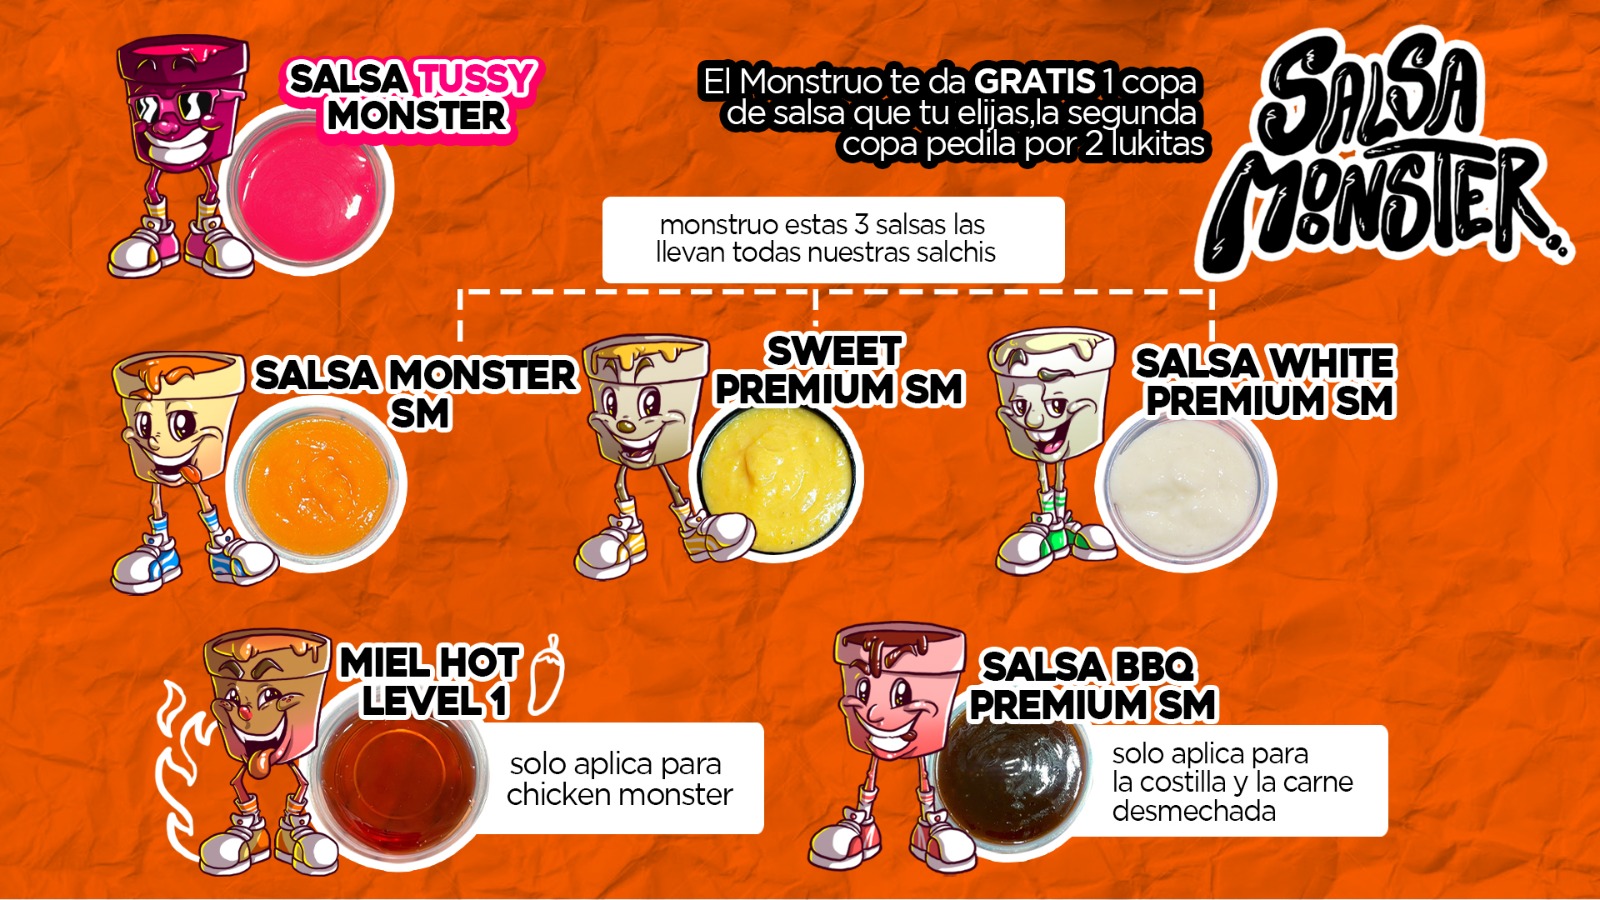 SALSA TUSSY
MONSTER
El Monstruo te da GRATIS 1 copa
de salsa que tu elijas,la segunda
copa pedila por 2 lukitas
SALSA
MONSTER...
monstruo estas 3 salsas las
llevan todas nuestras salchis
SALSA MONSTER
SM
SWEET
PREMIUM SM
SALSA WHITE
PREMIUM SM
MIEL HOT
LEVEL 1
solo aplica para
chicken monster
SALSA BBQ
PREMIUM SM
solo aplica para
la costilla y la carne
desmechada